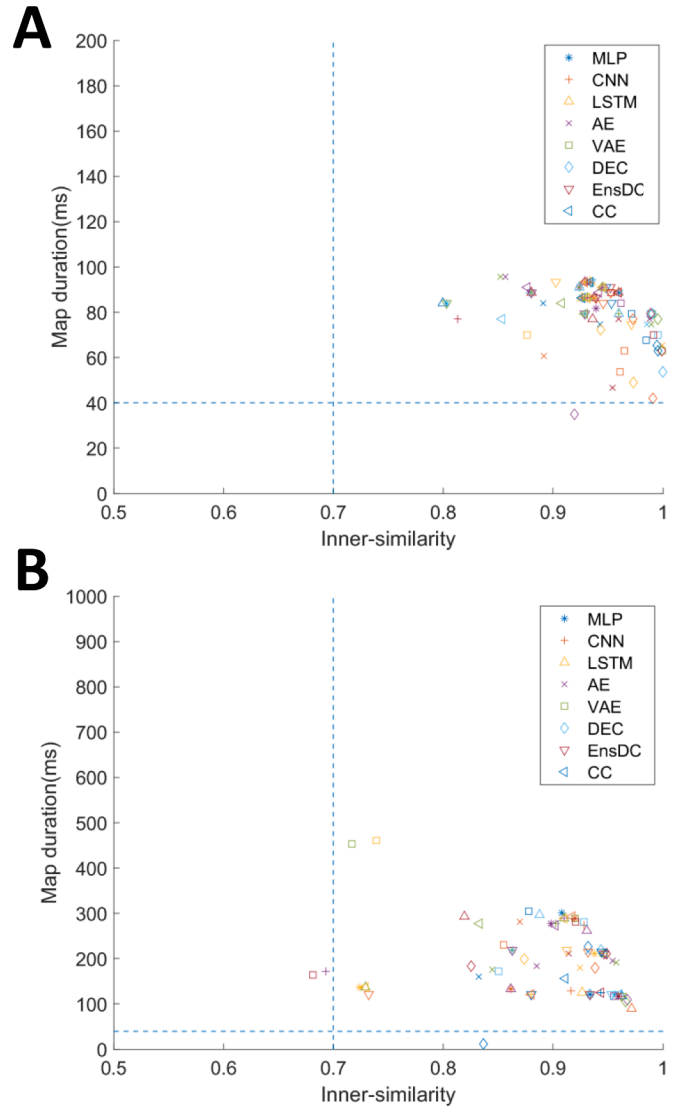 A
200
180
160
140
120
100
80
60
40
20
0
Map duration(ms)
0.5 0.6 0.7 0.8 0.9 1
Inner-similarity
MLP
CNN
LSTM
AE
VAE
DEC
EnsDC
CC
B
1000
900
800
700
600
500
400
300
200
100
0
Map duration(ms)
0.5 0.6 0.7 0.8 0.9 1
Inner-similarity
MLP
CNN
LSTM
AE
VAE
DEC
EnsDC
CC